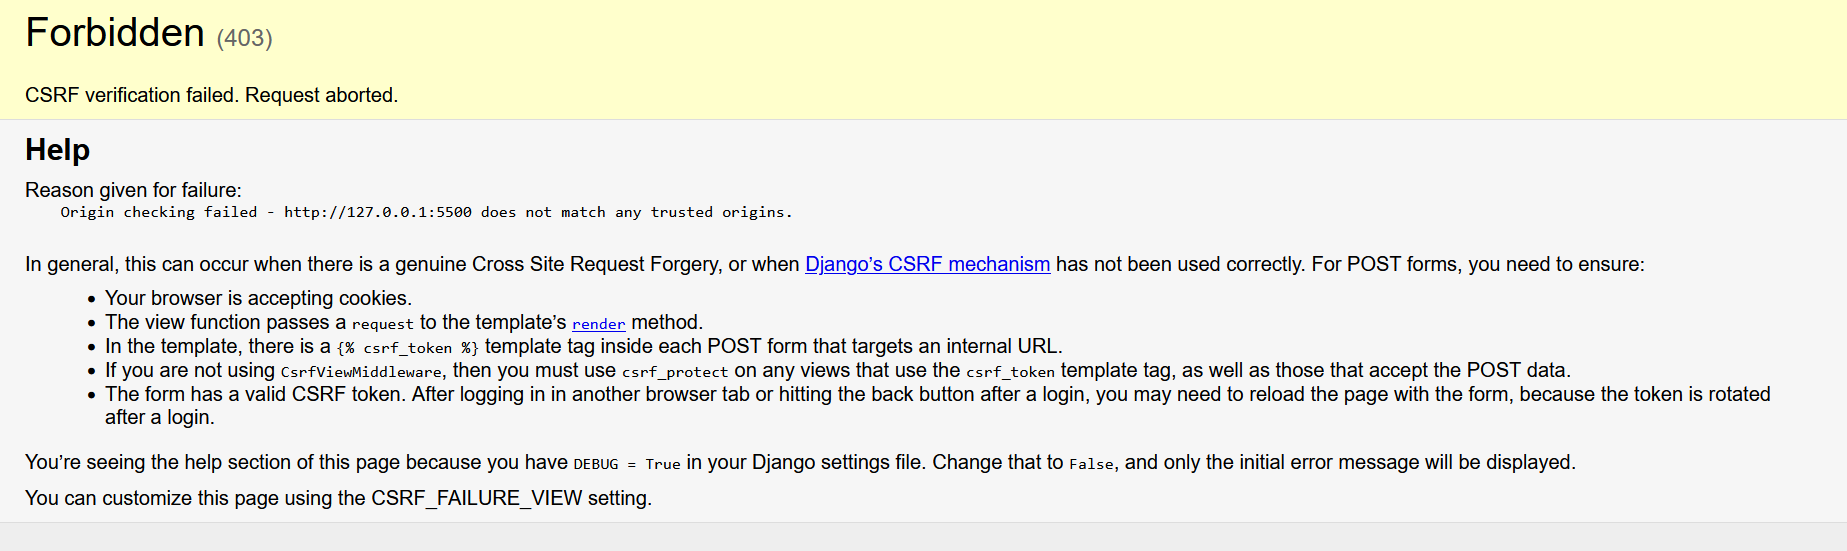 Forbidden (403)
CSRF verification failed. Request aborted.
Help
Reason given for failure:
Origin checking failed - http://127.0.0.1:5500 does not match any trusted origins.
In general, this can occur when there is a genuine Cross Site Request Forgery, or when Django’s CSRF mechanism has not been used correctly. For POST forms, you need to ensure:
• Your browser is accepting cookies.
• The view function passes a request to the template’s render method.
• In the template, there is a {% csrf_token %} template tag inside each POST form that targets an internal URL.
• If you are not using CsrfViewMiddleware, then you must use csrf_protect on any views that use the csrf_token template tag, as well as those that accept the POST data.
• The form has a valid CSRF token. After logging in in another browser tab or hitting the back button after a login, you may need to reload the page with the form, because the token is rotated
after a login.
You’re seeing the help section of this page because you have DEBUG = True in your Django settings file. Change that to False, and only the initial error message will be displayed.
You can customize this page using the CSRF_FAILURE_VIEW setting.